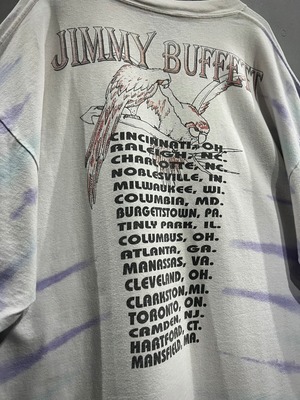 JIMMY BUFFETT
CINCINNATI, OH.
RALEIGH, NC.
CHARLOTTE, NC.
NOBLESVILLE, IN.
MILWAUKEE, WI.
COLUMBIA, MD.
BURGETTSTOWN, PA.
TINLY PARK, IL.
COLUMBUS, OH.
ATLANTA, GA.
MANASSAS, VA.
CLEVELAND, OH.
CLARKSTON, MI.
TORONTO, ON.
CAMDEN, NJ.
HARTFORD, CT.
MANSFIELD, MA.